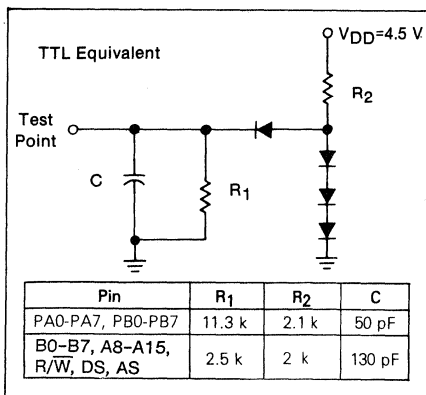 VDD=4.5 V
TTL Equivalent
R2
Test
Point
C
R1
Pin R1 R2 C
PA0-PA7, PB0-PB7 11.3 k 2.1 k 50 pF
B0-B7, A8-A15, 
R/W̅, DS, AS 2.5 k 2 k 130 pF